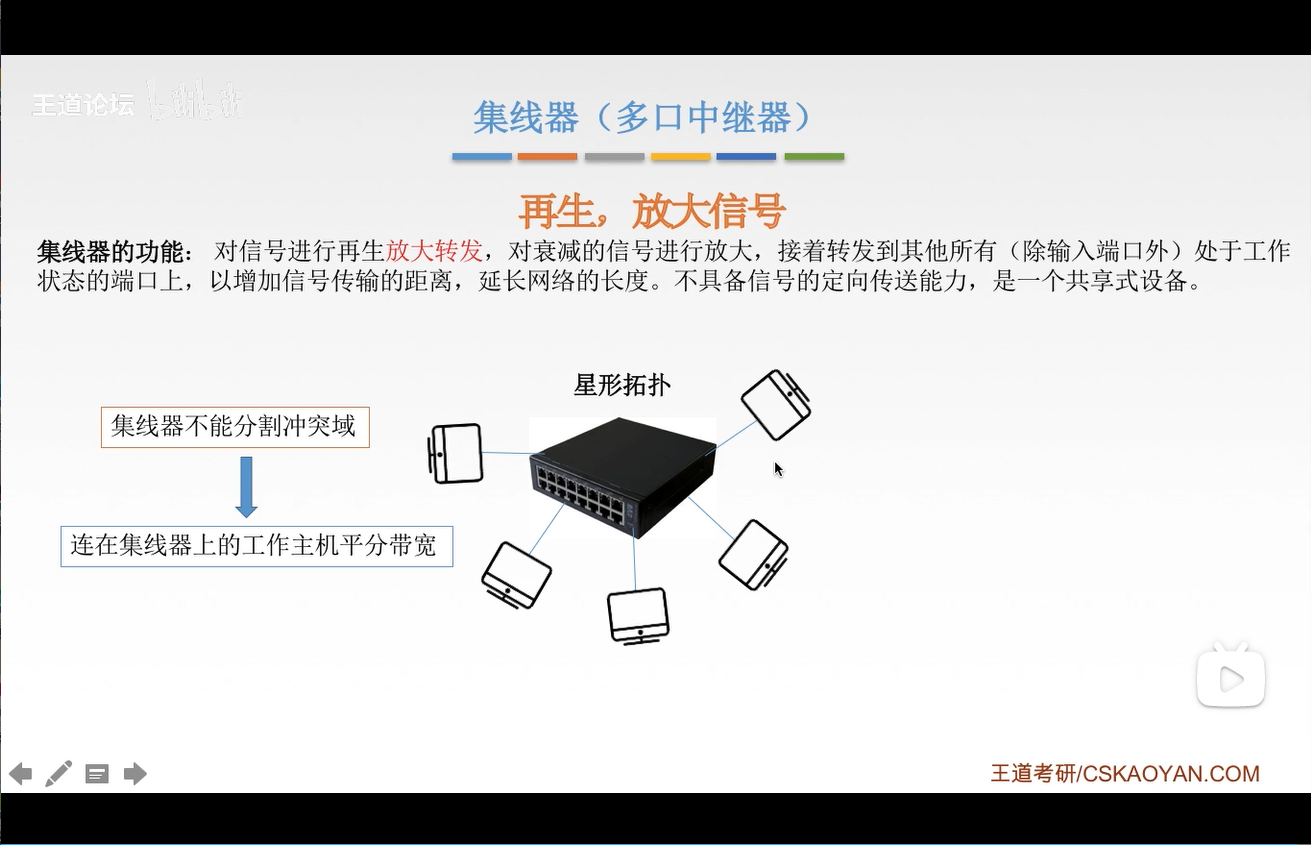 王道论坛 bilibili
集线器（多口中继器）
再生，放大信号
集线器的功能： 对信号进行再生放大转发，对衰减的信号进行放大，接着转发到其他所有（除输入端口外）处于工作
状态的端口上，以增加信号传输的距离，延长网络的长度。不具备信号的定向传送能力，是一个共享式设备。
星形拓扑
集线器不能分割冲突域
连在集线器上的工作主机平分带宽
王道考研/CSKAOYAN.COM